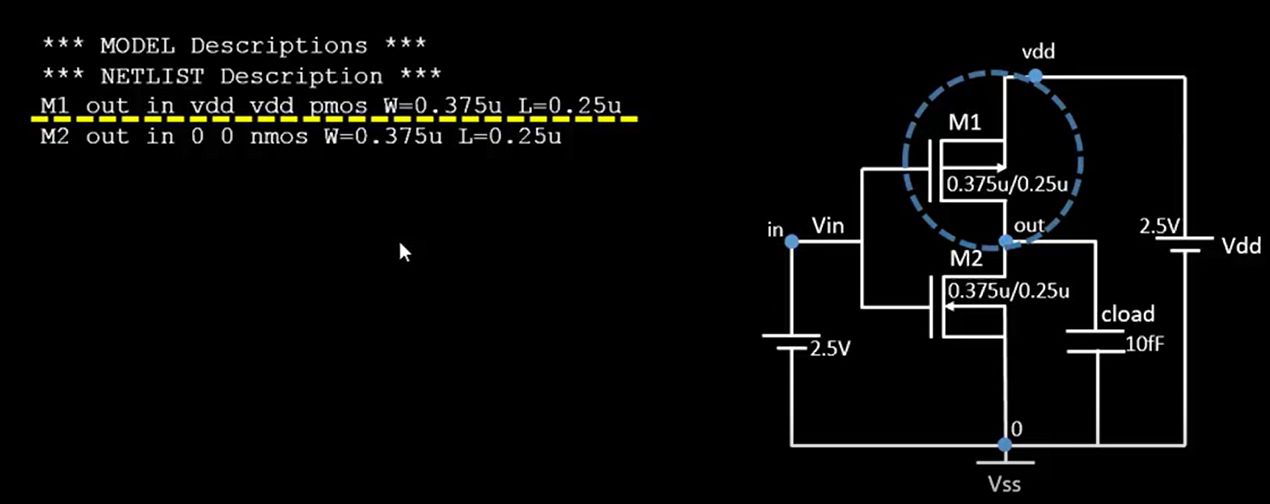 *** MODEL Descriptions ***
*** NETLIST Description ***
M1 out in vdd vdd pmos W=0.375u L=0.25u
M2 out in 0 0 nmos W=0.375u L=0.25u
vdd
M1
0.375u/0.25u
in
Vin
out
2.5V
Vdd
M2
0.375u/0.25u
cload
10fF
2.5V
0
Vss